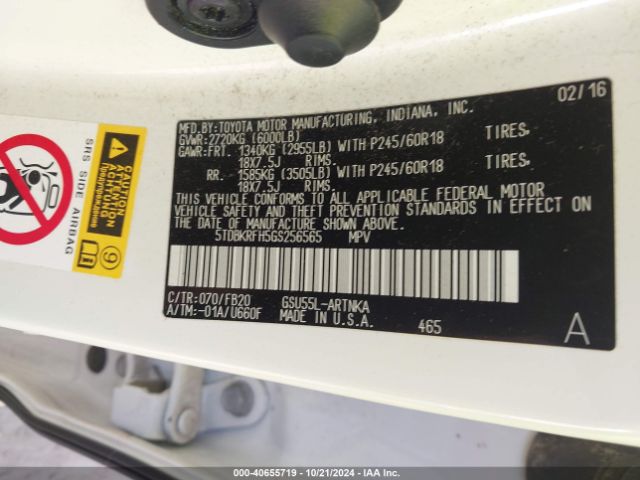 02/16
MFD.BY:TOYOTA MOTOR MANUFACTURING, INDIANA, INC.
GVWR:2720KG (6000LB)
GAWR:FRT. 1340KG (2955LB) WITH P245/60R18 TIRES,
18X7.5J RIMS.
RR. 1585KG (3505LB) WITH P245/60R18 TIRES,
18X7.5J RIMS.
THIS VEHICLE CONFORMS TO ALL APPLICABLE FEDERAL MOTOR
VEHICLE SAFETY AND THEFT PREVENTION STANDARDS IN EFFECT ON
THE DATE OF MANUFACTURE SHOWN ABOVE.
5TDBKRFH5GS256565 MPV
C/TR:070/FB20 GSU55L-ARTNKA
A/TM:-01A/U660F MADE IN U.S.A. 465 A
SRS SIDE AIRBAG
ATTENTION
ACHTUNG
9
000-40655719 - 10/21/2024 - IAA Inc.